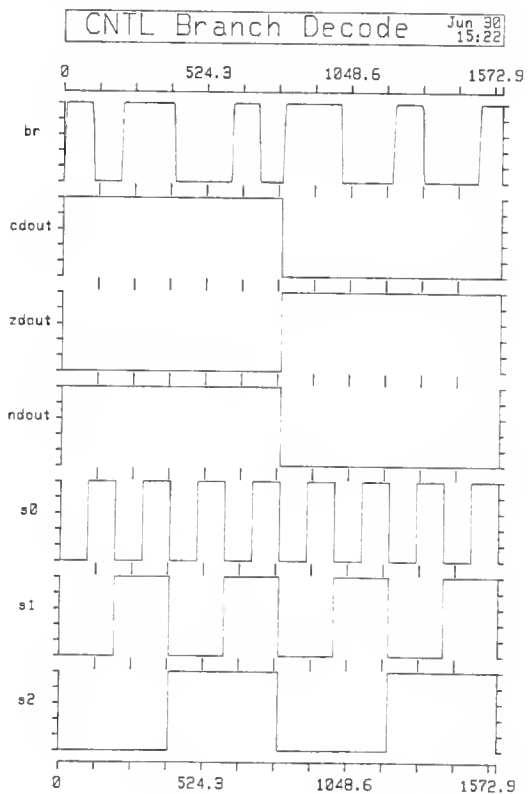 CNTL Branch Decode
Jun 30
15:22
0 524.3 1048.6 1572.9
br
cdout
zdout
ndout
s0
s1
s2
0 524.3 1048.6 1572.9